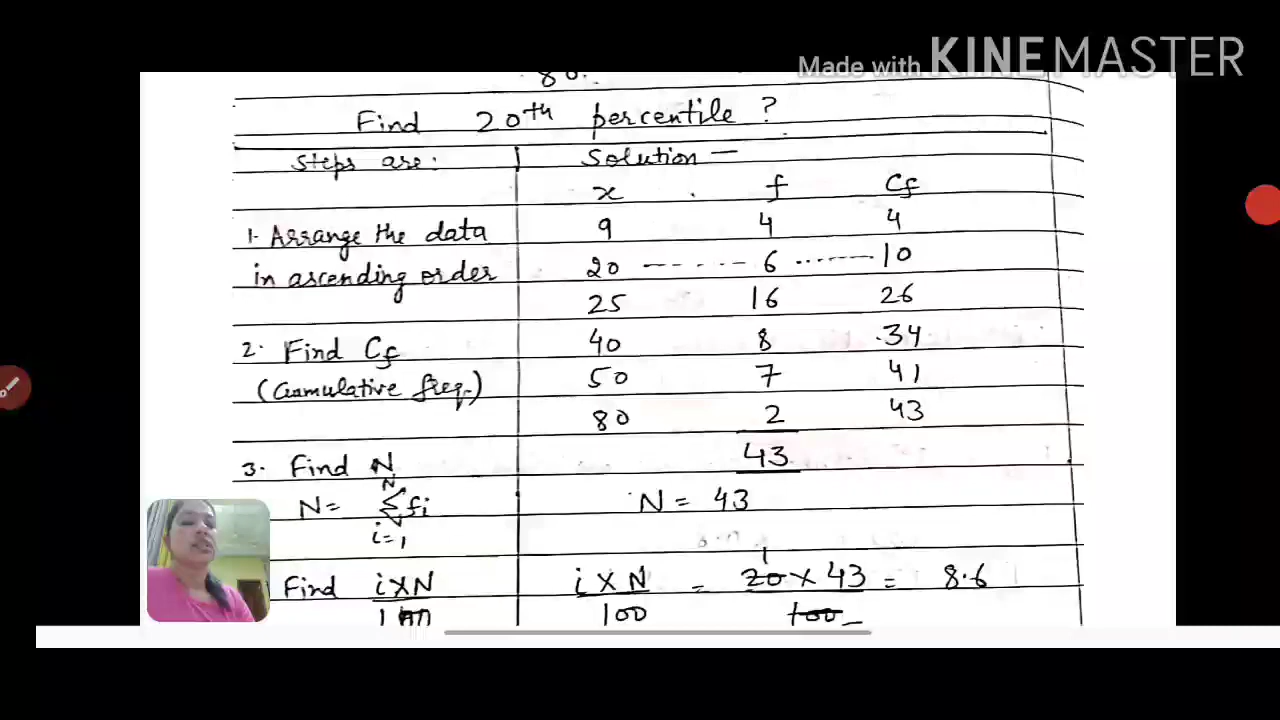 Made with KINEMASTER
80.
Find 20th percentile ?
Steps are: Solution —
x f Cf
1. Arrange the data 9 4 4
in ascending order 20 ------ 6 ------ 10
25 16 26
2. Find Cf 40 8 34
(Cumulative freq.) 50 7 41
80 2 43
3. Find N 43
N = N∑i=1 fi N = 43
Find i×N/100 i×N/100 = 1 20×43/100 = 8.6